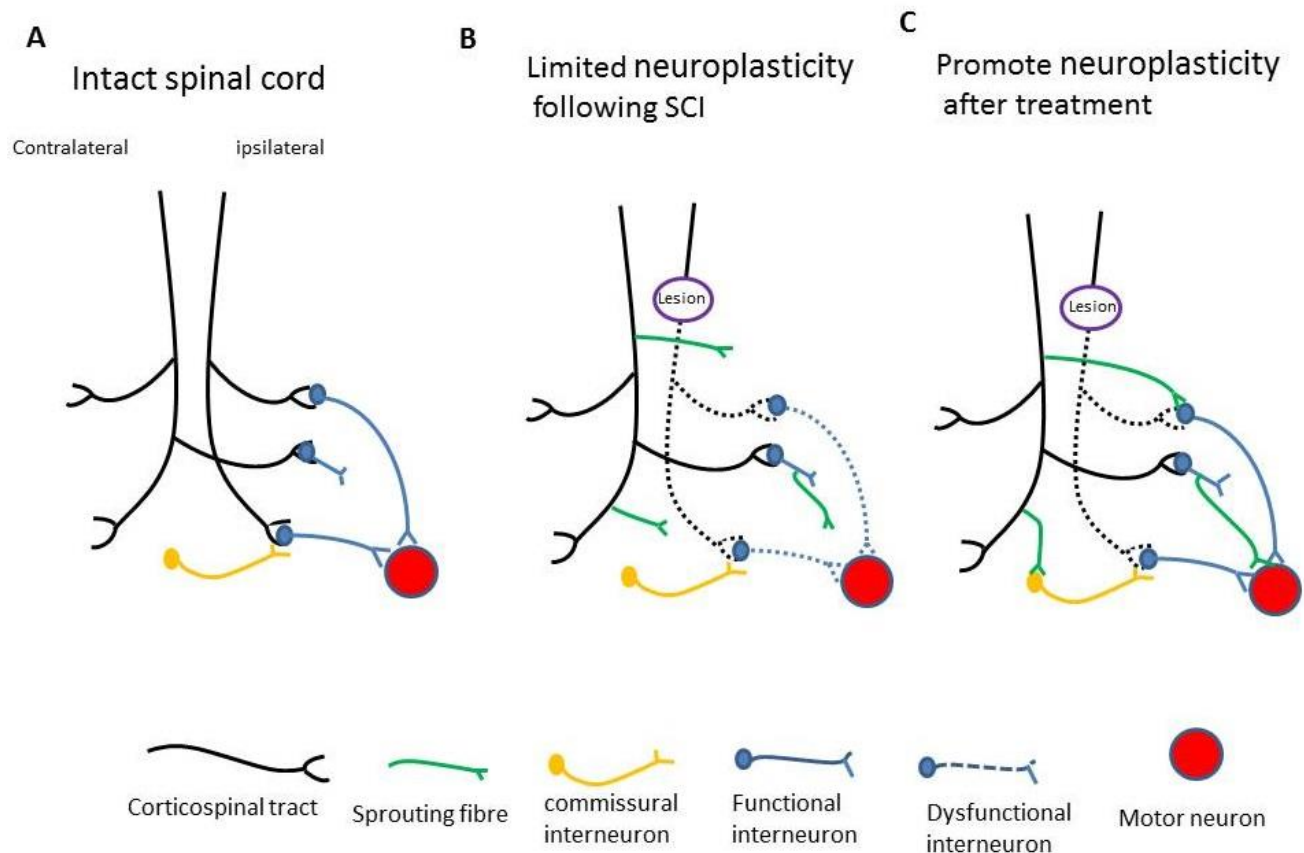 A
Intact spinal cord
Contralateral
ipsilateral
B
Limited neuroplasticity
following SCI
Lesion
C
Promote neuroplasticity
after treatment
Lesion
Corticospinal tract
Sprouting fibre
commissural
interneuron
Functional
interneuron
Dysfunctional
interneuron
Motor neuron